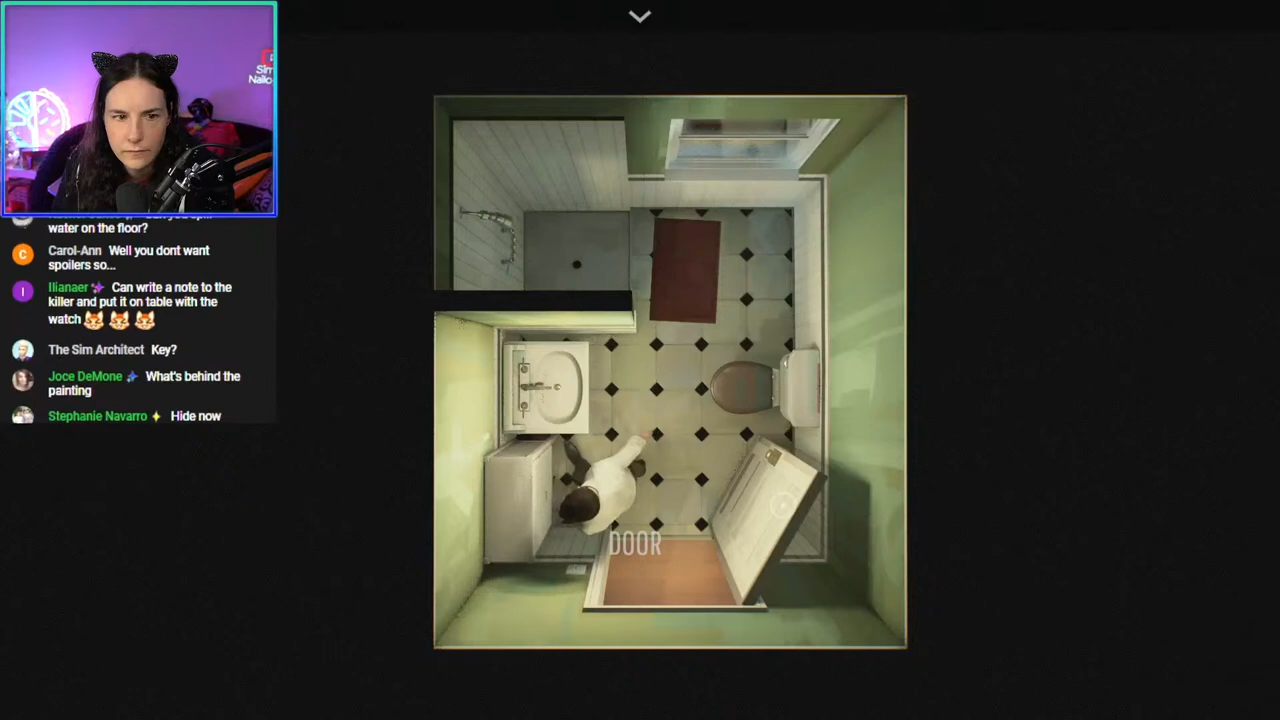 Sim
Nailo
water on the floor?
Carol-Ann Well you dont want
spoilers so...
Ilianaer Can write a note to the
killer and put it on table with the
watch
The Sim Architect Key?
Joce DeMone What's behind the
painting
Stephanie Navarro Hide now
DOOR